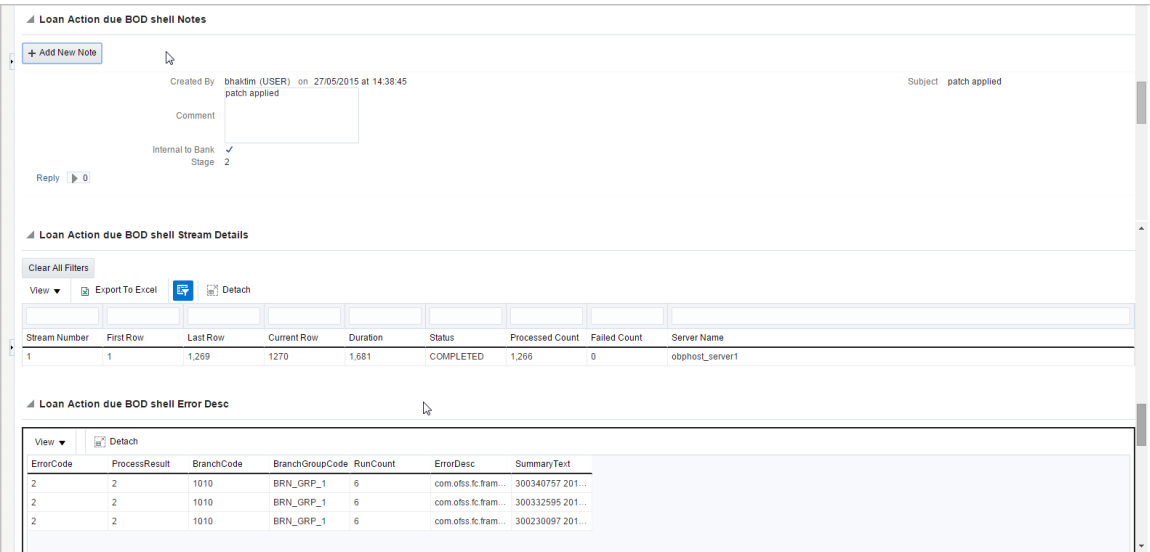 Loan Action due BOD shell Notes
+ Add New Note
Created By bhaktim (USER) on 27/05/2015 at 14:38:45 Subject patch applied
Comment patch applied
Internal to Bank ✓
Stage 2
Reply 0
Loan Action due BOD shell Stream Details
Clear All Filters
View Export To Excel Detach
Stream Number First Row Last Row Current Row Duration Status Processed Count Failed Count Server Name
1 1 1,269 1270 1,681 COMPLETED 1,266 0 obphost_server1
Loan Action due BOD shell Error Desc
View Detach
ErrorCode ProcessResult BranchCode BranchGroupCode RunCount ErrorDesc SummaryText
2 2 1010 BRN_GRP_1 6 com.ofss.fc.fram... 300340757 201...
2 2 1010 BRN_GRP_1 6 com.ofss.fc.fram... 300332595 201...
2 2 1010 BRN_GRP_1 6 com.ofss.fc.fram... 300230097 201...